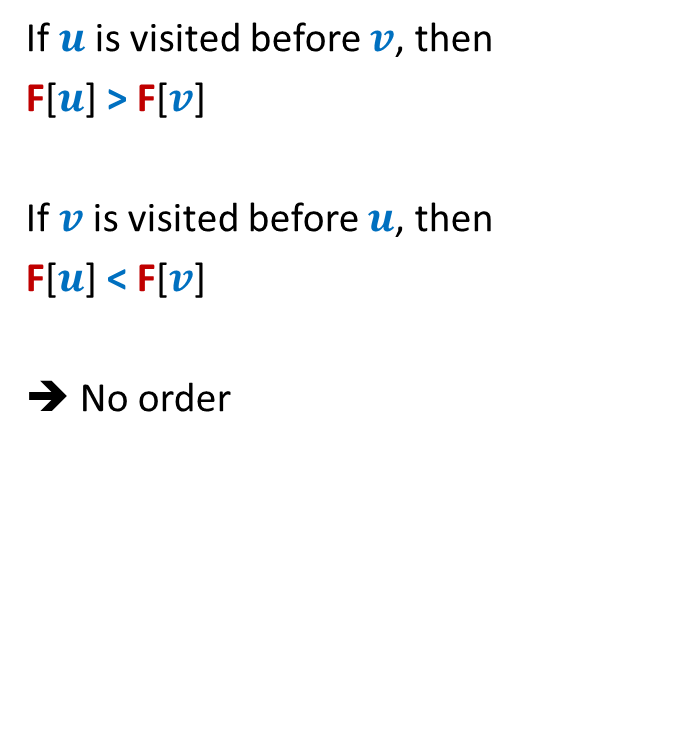 If u is visited before v, then
F[u] > F[v]
If v is visited before u, then
F[u] < F[v]
➔ No order